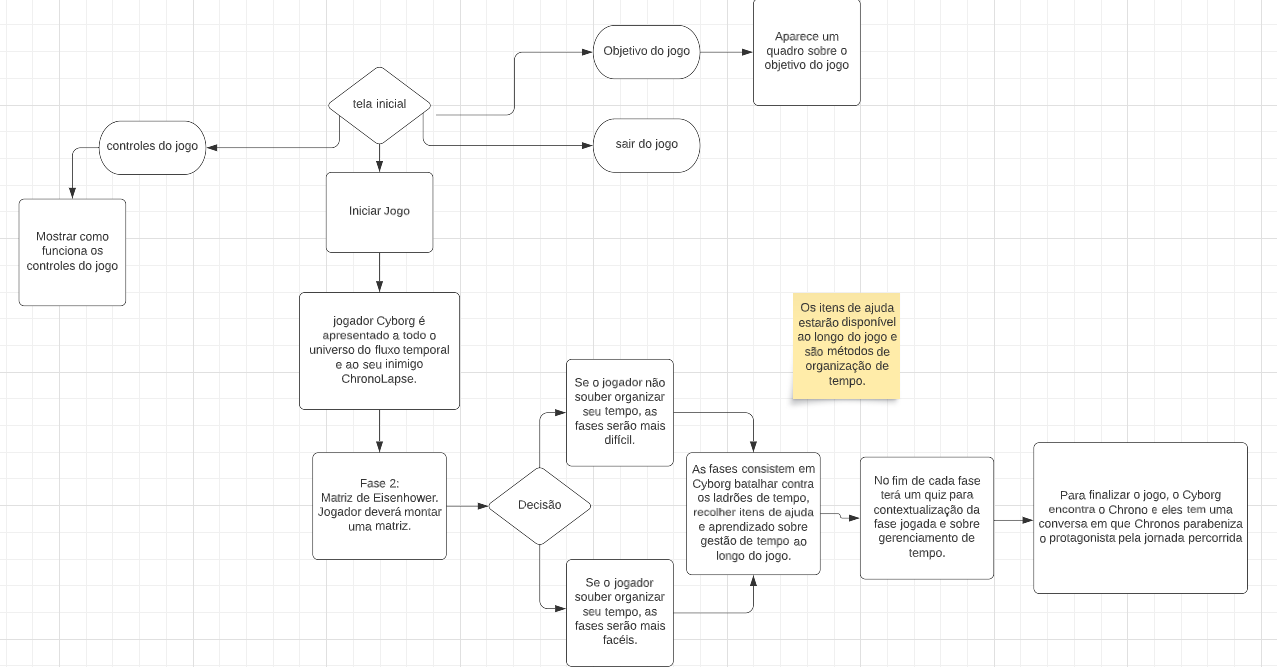 Objetivo do jogo
Aparece um
quadro sobre o
objetivo do jogo
tela inicial
controles do jogo
sair do jogo
Mostrar como
funciona os
controles do jogo
Iniciar Jogo
jogador Cyborg é
apresentado a todo o
universo do fluxo temporal
e ao seu inimigo
ChronoLapse.
Os itens de ajuda
estarão disponível
ao longo do jogo e
são métodos de
organização de
tempo.
Se o jogador não
souber organizar
seu tempo, as
fases serão mais
difícil.
Fase 2:
Matriz de Eisenhower.
Jogador deverá montar
uma matriz.
Decisão
As fases consistem em
Cyborg batalhar contra
os ladrões de tempo,
recolher itens de ajuda
e aprendizado sobre
gestão de tempo ao
longo do jogo.
No fim de cada fase
terá um quiz para
contextualização da
fase jogada e sobre
gerenciamento de
tempo.
Para finalizar o jogo, o Cyborg
encontra o Chrono e eles tem uma
conversa em que Chronos parabeniza
o protagonista pela jornada percorrida
Se o jogador
souber organizar
seu tempo, as
fases serão mais
facéis.